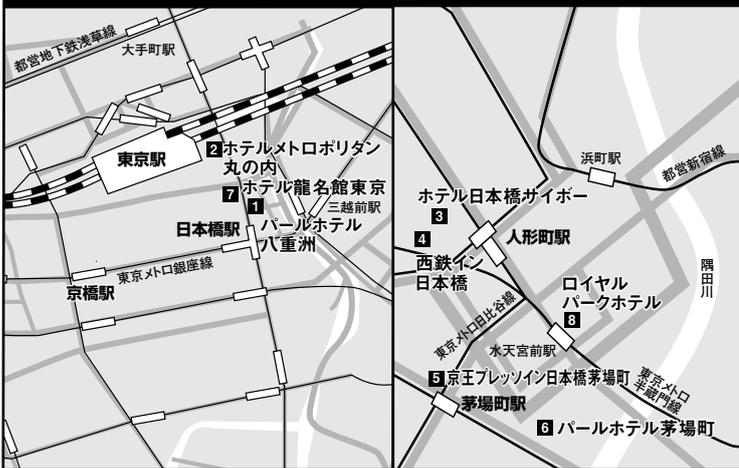 都営地下鉄浅草線
大手町駅
東京駅
2 ホテルメトロポリタン
丸の内
7 ホテル龍名館東京
三越前駅
1 パールホテル
八重洲
日本橋駅
東京メトロ銀座線
京橋駅
浜町駅
都営新宿線
ホテル日本橋サイボー
3
4
人形町駅
西鉄イン
日本橋
隅田川
ロイヤル
パークホテル
8
東京メトロ日比谷線
水天宮前駅
5 京王プレッソイン日本橋茅場町
東京メトロ
半蔵門線
茅場町駅
6 パールホテル茅場町